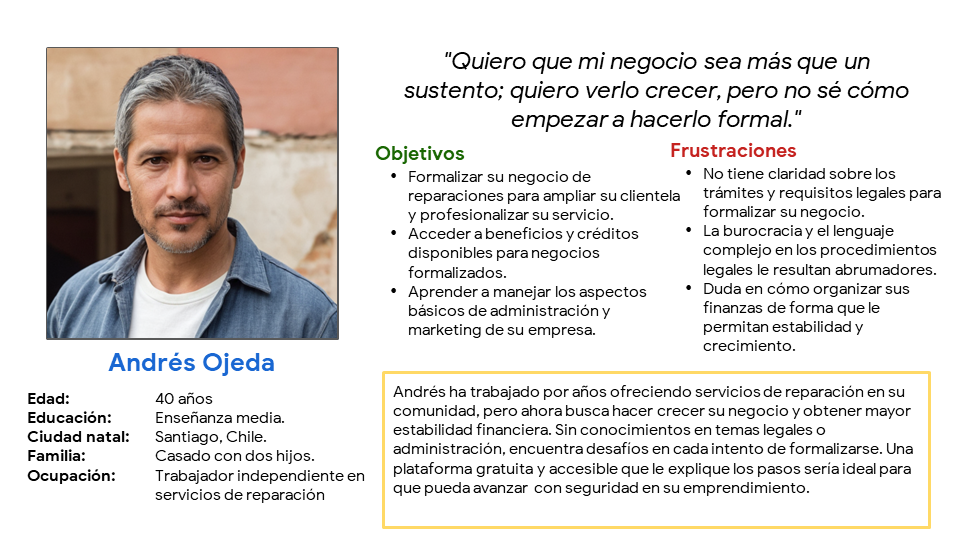 "Quiero que mi negocio sea más que un
sustento; quiero verlo crecer, pero no sé cómo
empezar a hacerlo formal."
Objetivos
• Formalizar su negocio de
reparaciones para ampliar su clientela
y profesionalizar su servicio.
• Acceder a beneficios y créditos
disponibles para negocios
formalizados.
• Aprender a manejar los aspectos
básicos de administración y
marketing de su empresa.
Frustraciones
• No tiene claridad sobre los
trámites y requisitos legales para
formalizar su negocio.
• La burocracia y el lenguaje
complejo en los procedimientos
legales le resultan abrumadores.
• Duda en cómo organizar sus
finanzas de forma que le
permitan estabilidad y
crecimiento.
Andrés Ojeda
Edad: 40 años
Educación: Enseñanza media.
Ciudad natal: Santiago, Chile.
Familia: Casado con dos hijos.
Ocupación: Trabajador independiente en
servicios de reparación
Andrés ha trabajado por años ofreciendo servicios de reparación en su
comunidad, pero ahora busca hacer crecer su negocio y obtener mayor
estabilidad financiera. Sin conocimientos en temas legales o
administración, encuentra desafíos en cada intento de formalizarse. Una
plataforma gratuita y accesible que le explique los pasos sería ideal para
que pueda avanzar con seguridad en su emprendimiento.